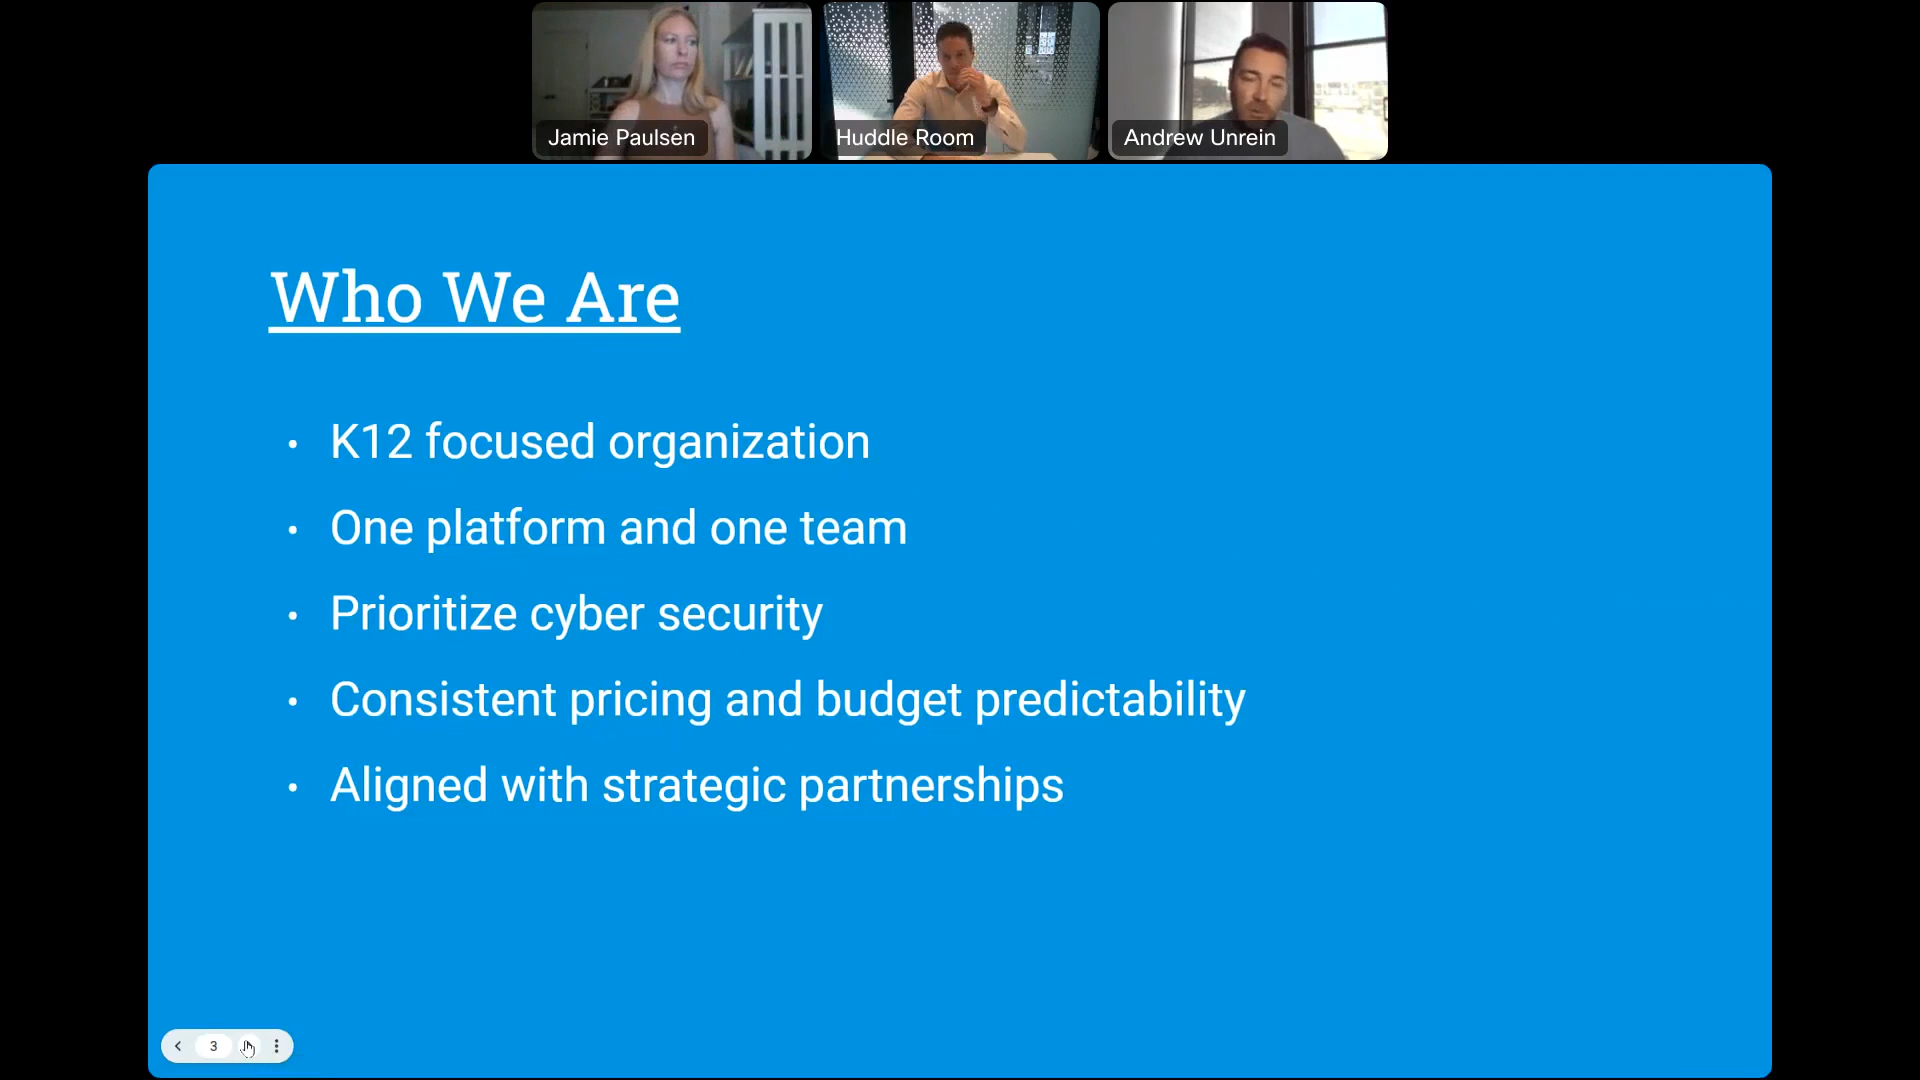 Jamie Paulsen
Huddle Room
Andrew Unrein
Who We Are
• K12 focused organization
• One platform and one team
• Prioritize cyber security
• Consistent pricing and budget predictability
• Aligned with strategic partnerships
3